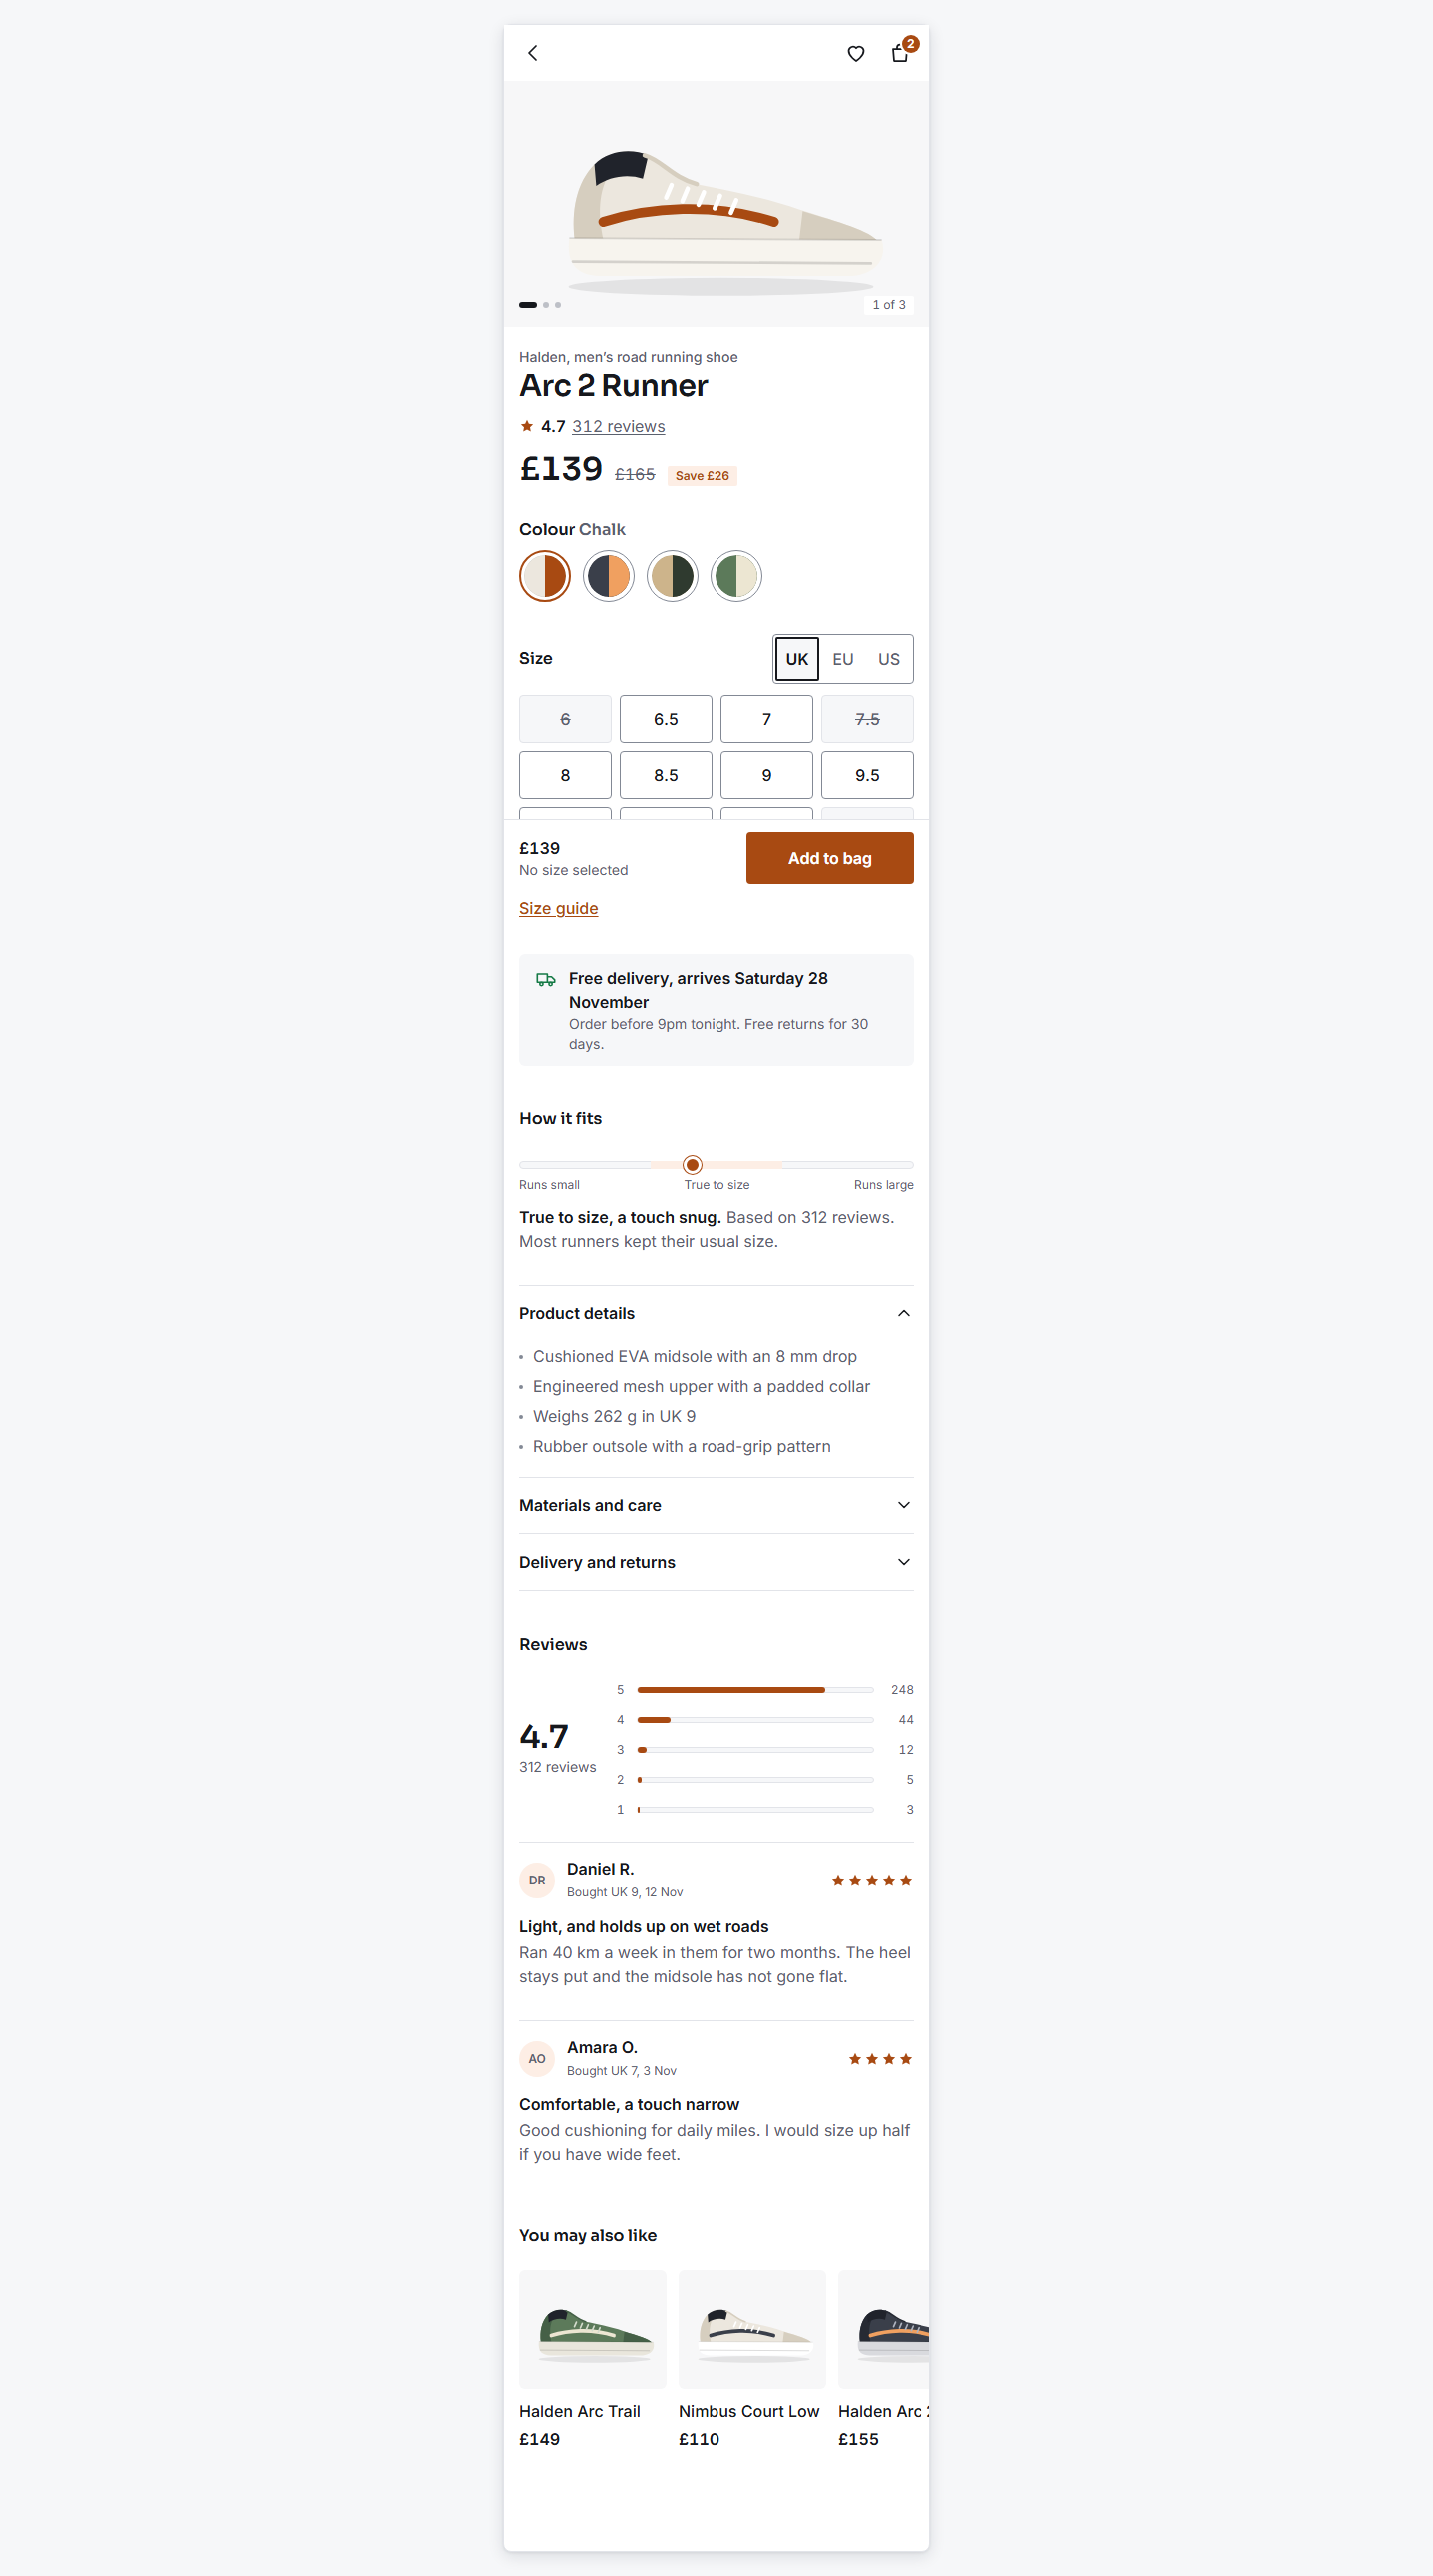 2
1 of 3
Halden, men's road running shoe
Arc 2 Runner
4.7 312 reviews
£139 £165 Save £26
Colour Chalk
Size
UK EU US
6 6.5 7 7.5
8 8.5 9 9.5
£139
No size selected
Add to bag
Size guide
Free delivery, arrives Saturday 28
November
Order before 9pm tonight. Free returns for 30
days.
How it fits
Runs small True to size Runs large
True to size, a touch snug. Based on 312 reviews.
Most runners kept their usual size.
Product details
• Cushioned EVA midsole with an 8 mm drop
• Engineered mesh upper with a padded collar
• Weighs 262 g in UK 9
• Rubber outsole with a road-grip pattern
Materials and care
Delivery and returns
Reviews
4.7
312 reviews
5 248
4 44
3 12
2 5
1 3
DR
Daniel R.
Bought UK 9, 12 Nov
Light, and holds up on wet roads
Ran 40 km a week in them for two months. The heel
stays put and the midsole has not gone flat.
AO
Amara O.
Bought UK 7, 3 Nov
Comfortable, a touch narrow
Good cushioning for daily miles. I would size up half
if you have wide feet.
You may also like
Halden Arc Trail
£149
Nimbus Court Low
£110
Halden Arc
£155